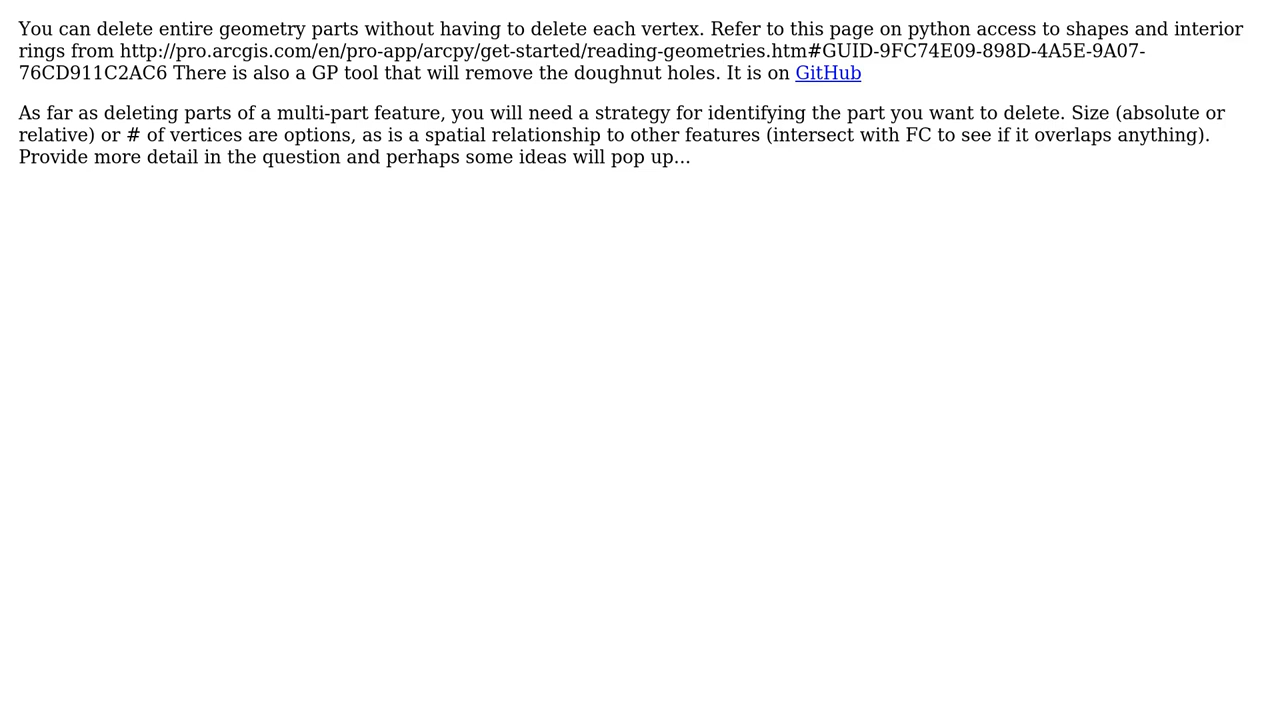 You can delete entire geometry parts without having to delete each vertex. Refer to this page on python access to shapes and interior
rings from http://pro.arcgis.com/en/pro-app/arcpy/get-started/reading-geometries.htm#GUID-9FC74E09-898D-4A5E-9A07-
76CD911C2AC6 There is also a GP tool that will remove the doughnut holes. It is on GitHub
As far as deleting parts of a multi-part feature, you will need a strategy for identifying the part you want to delete. Size (absolute or
relative) or # of vertices are options, as is a spatial relationship to other features (intersect with FC to see if it overlaps anything).
Provide more detail in the question and perhaps some ideas will pop up...